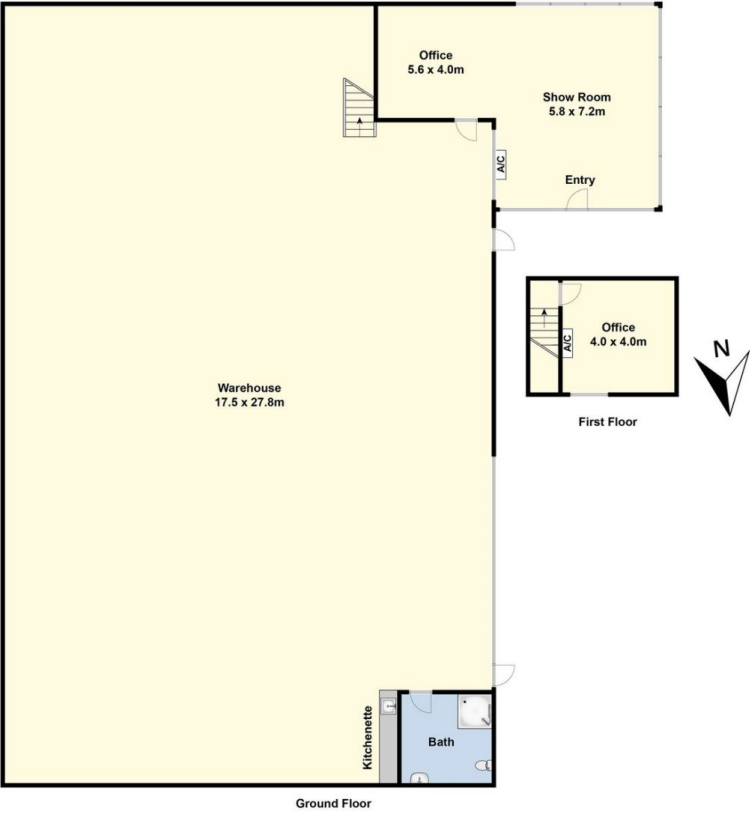 Office
5.6 x 4.0m
Show Room
5.8 x 7.2m
A/C
Entry
Office
4.0 x 4.0m
A/C
N
First Floor
Warehouse
17.5 x 27.8m
Kitchenette
Bath
Ground Floor